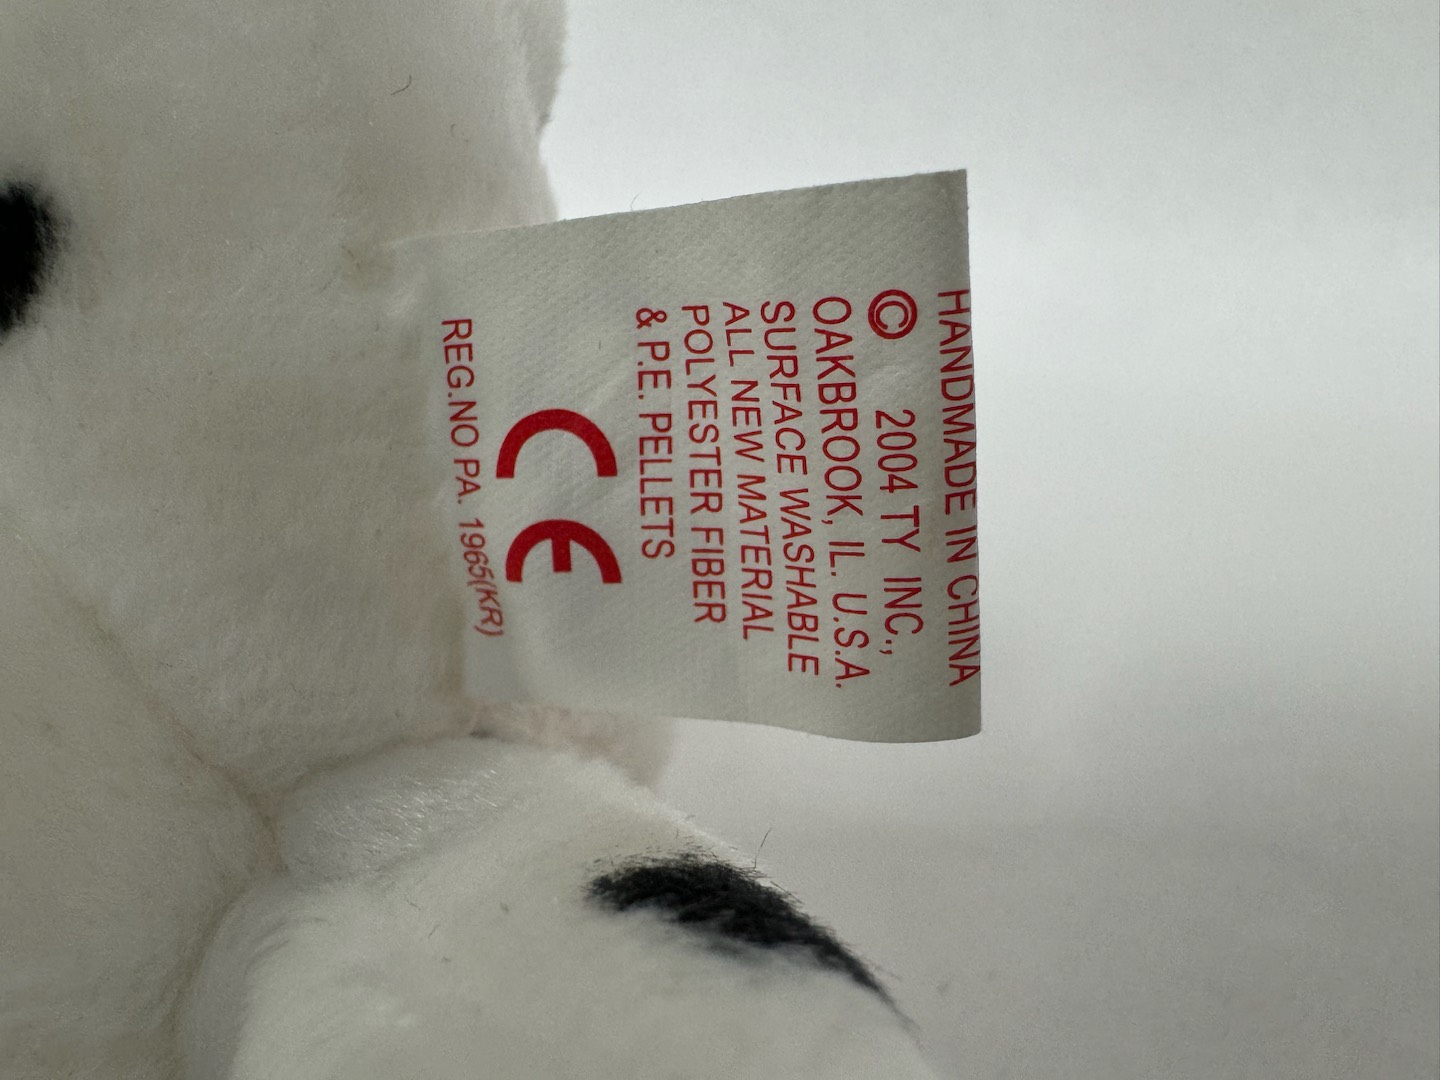 HANDMADE IN CHINA
© 2004 TY INC.,
OAKBROOK, IL. U.S.A.
SURFACE WASHABLE
ALL NEW MATERIAL
POLYESTER FIBER
& P.E. PELLETS
CE
REG.NO PA. 1965(KR)